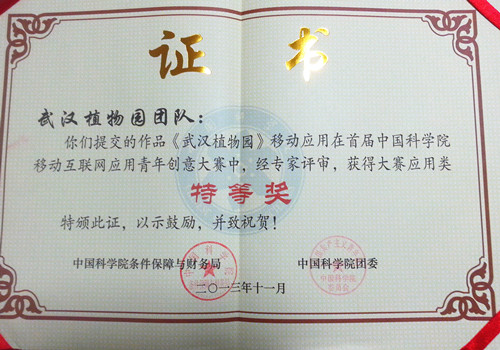 证 书
武汉植物园团队：
你们提交的作品《武汉植物园》移动应用在首届中国科学院
移动互联网应用青年创意大赛中，经专家评审，获得大赛应用类
特等奖
特颁此证，以示鼓励，并致祝贺！
中国科学院条件保障与财务局 中国科学院团委
二〇一三年十一月